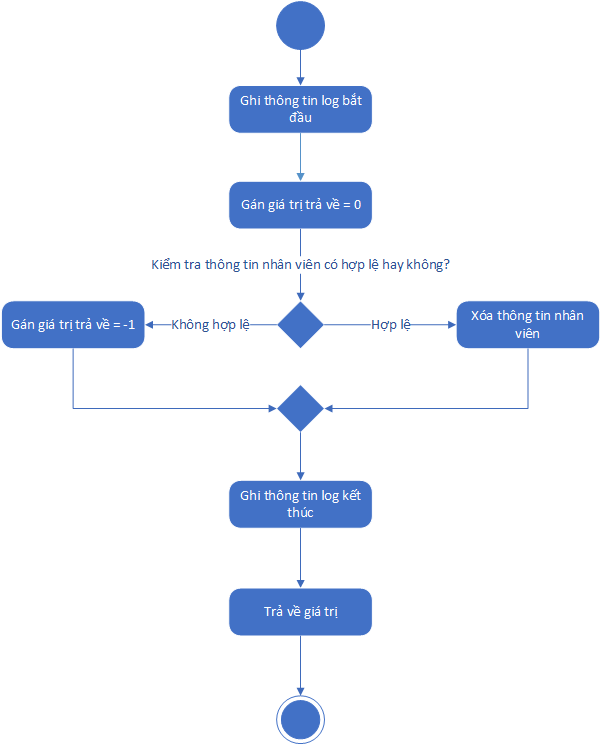 Ghi thông tin log bắt
đầu
Gán giá trị trả về = 0
Kiểm tra thông tin nhân viên có hợp lệ hay không?
Gán giá trị trả về = -1
Không hợp lệ
Hợp lệ
Xóa thông tin nhân
viên
Ghi thông tin log kết
thúc
Trả về giá trị